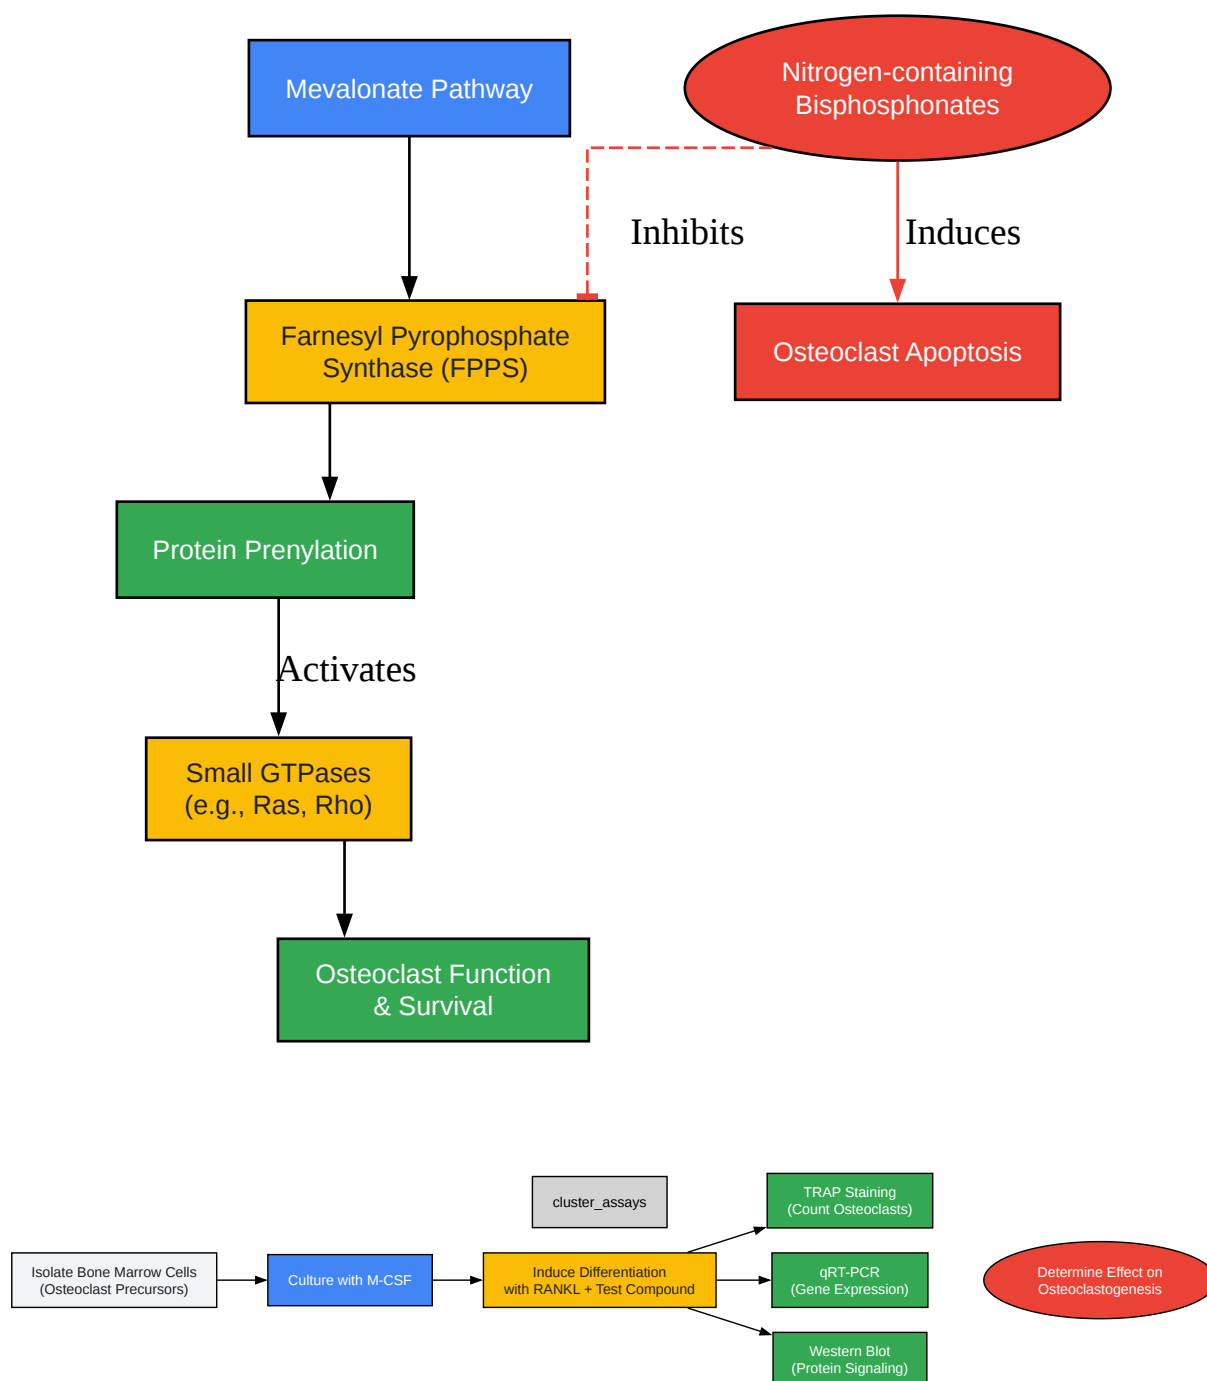 Mevalonate Pathway
Nitrogen-containing
Bisphosphonates
Inhibits
Induces
Farnesyl Pyrophosphate
Synthase (FPPS)
Osteoclast Apoptosis
Protein Prenylation
Activates
Small GTPases
(e.g., Ras, Rho)
Osteoclast Function
& Survival
cluster_assays
TRAP Staining
(Count Osteoclasts)
Isolate Bone Marrow Cells
(Osteoclast Precursors)
Culture with M-CSF
Induce Differentiation
with RANKL + Test Compound
qRT-PCR
(Gene Expression)
Determine Effect on
Osteoclastogenesis
Western Blot
(Protein Signaling)